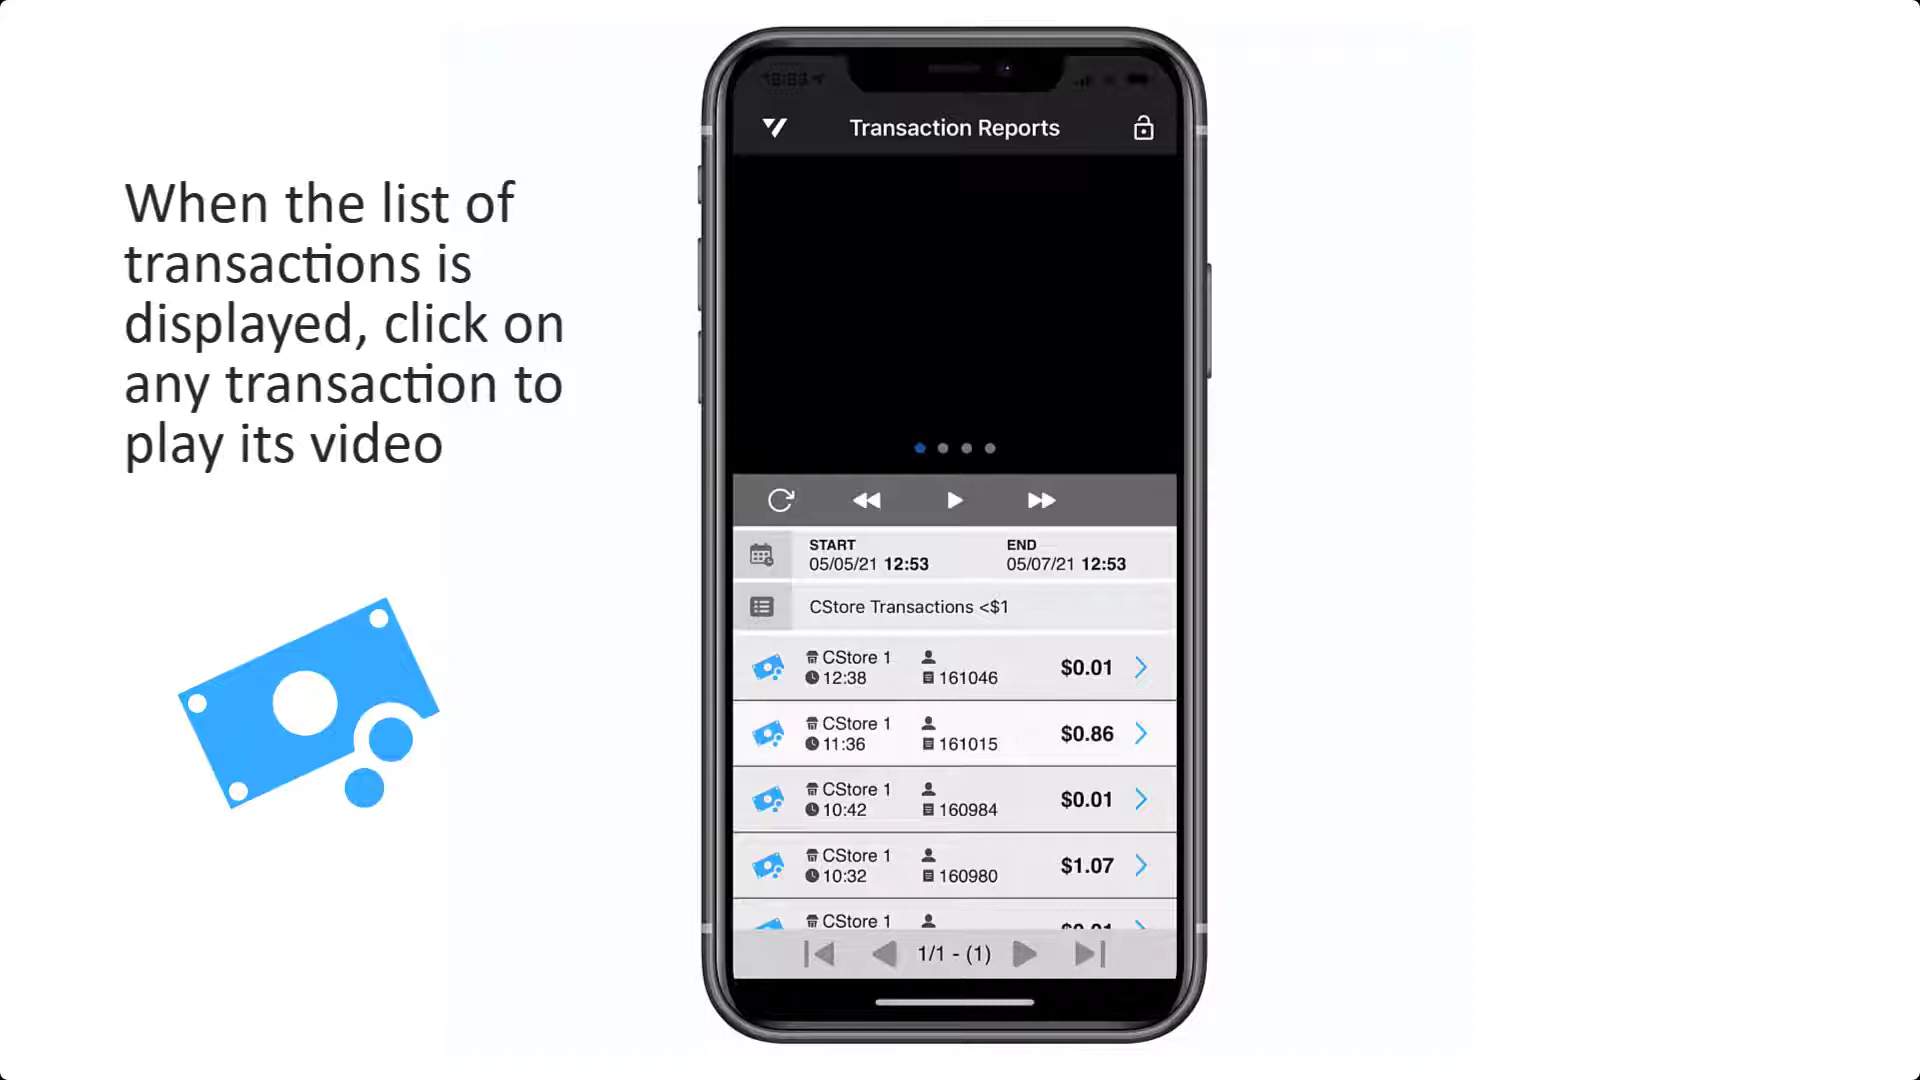 When the list of
transactions is
displayed, click on
any transaction to
play its video
Transaction Reports
START
05/05/21 12:53
END
05/07/21 12:53
CStore Transactions <$1
CStore 1
12:38
161046
$0.01
CStore 1
11:36
161015
$0.86
CStore 1
10:42
160984
$0.01
CStore 1
10:32
160980
$1.07
CStore 1
1/1 - (1)